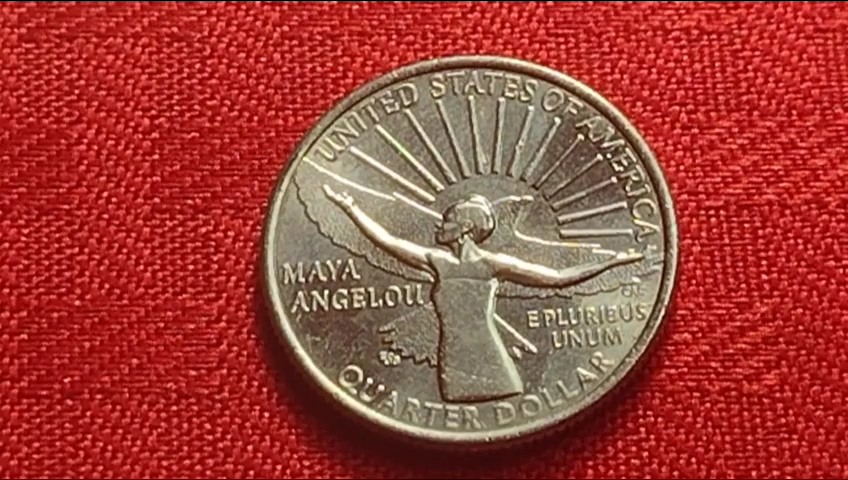 UNITED STATES OF AMERICA
MAYA
ANGELOU
E PLURIBUS
UNUM
QUARTER DOLLAR